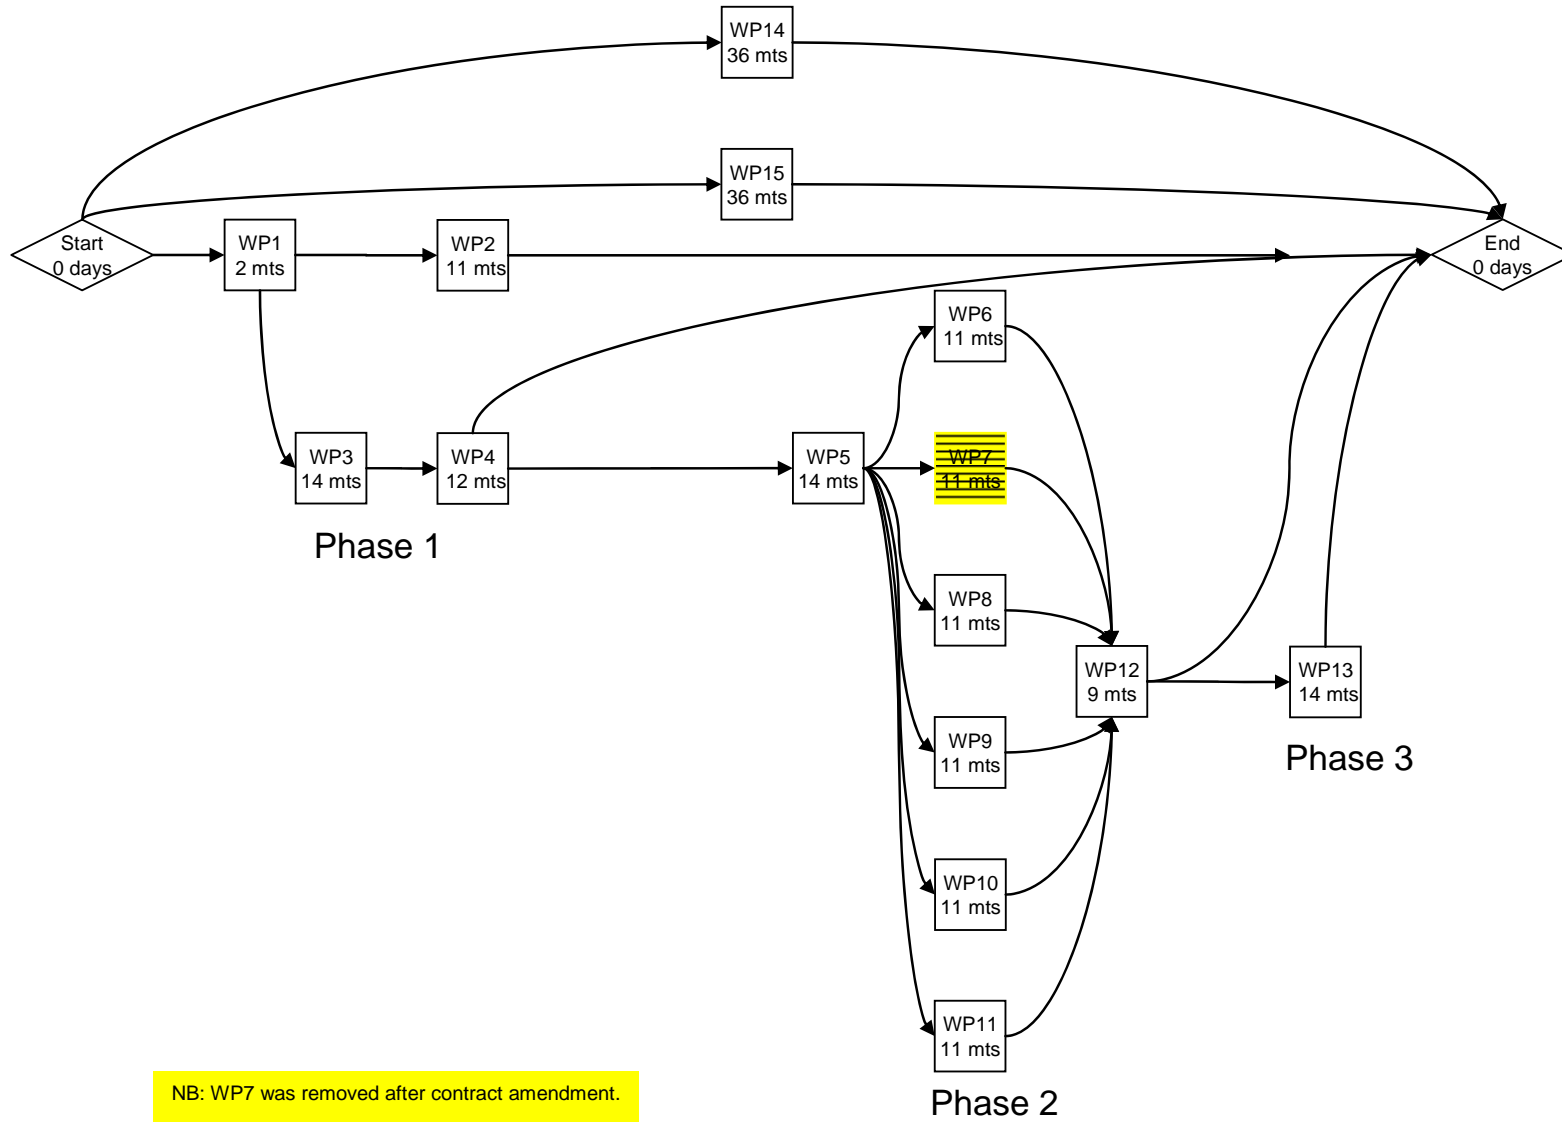 WP14
36 mts
WP15
36 mts
Start
0 days
WP1
2 mts
WP2
11 mts
End
0 days
WP6
11 mts
WP3
14 mts
WP4
12 mts
WP5
14 mts
WP7
11 mts
Phase 1
WP8
11 mts
WP12
9 mts
WP13
14 mts
WP9
11 mts
Phase 3
WP10
11 mts
WP11
11 mts
NB: WP7 was removed after contract amendment.
Phase 2